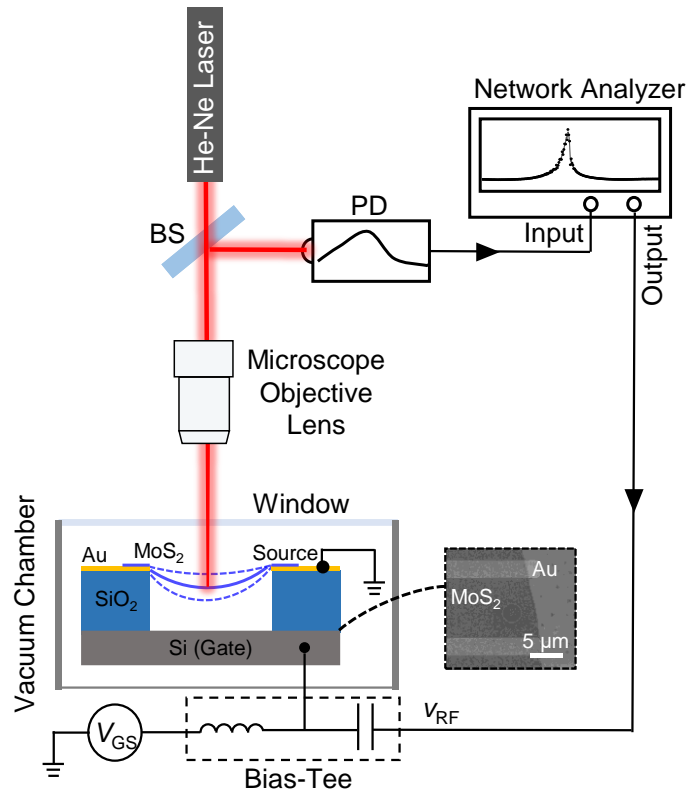 He-Ne Laser
Network Analyzer
BS
PD
Input
Output
Microscope
Objective
Lens
Vacuum Chamber
Window
Au
MoS2
Source
SiO2
Si (Gate)
Au
MoS2
5 µm
VGS
vRF
Bias-Tee